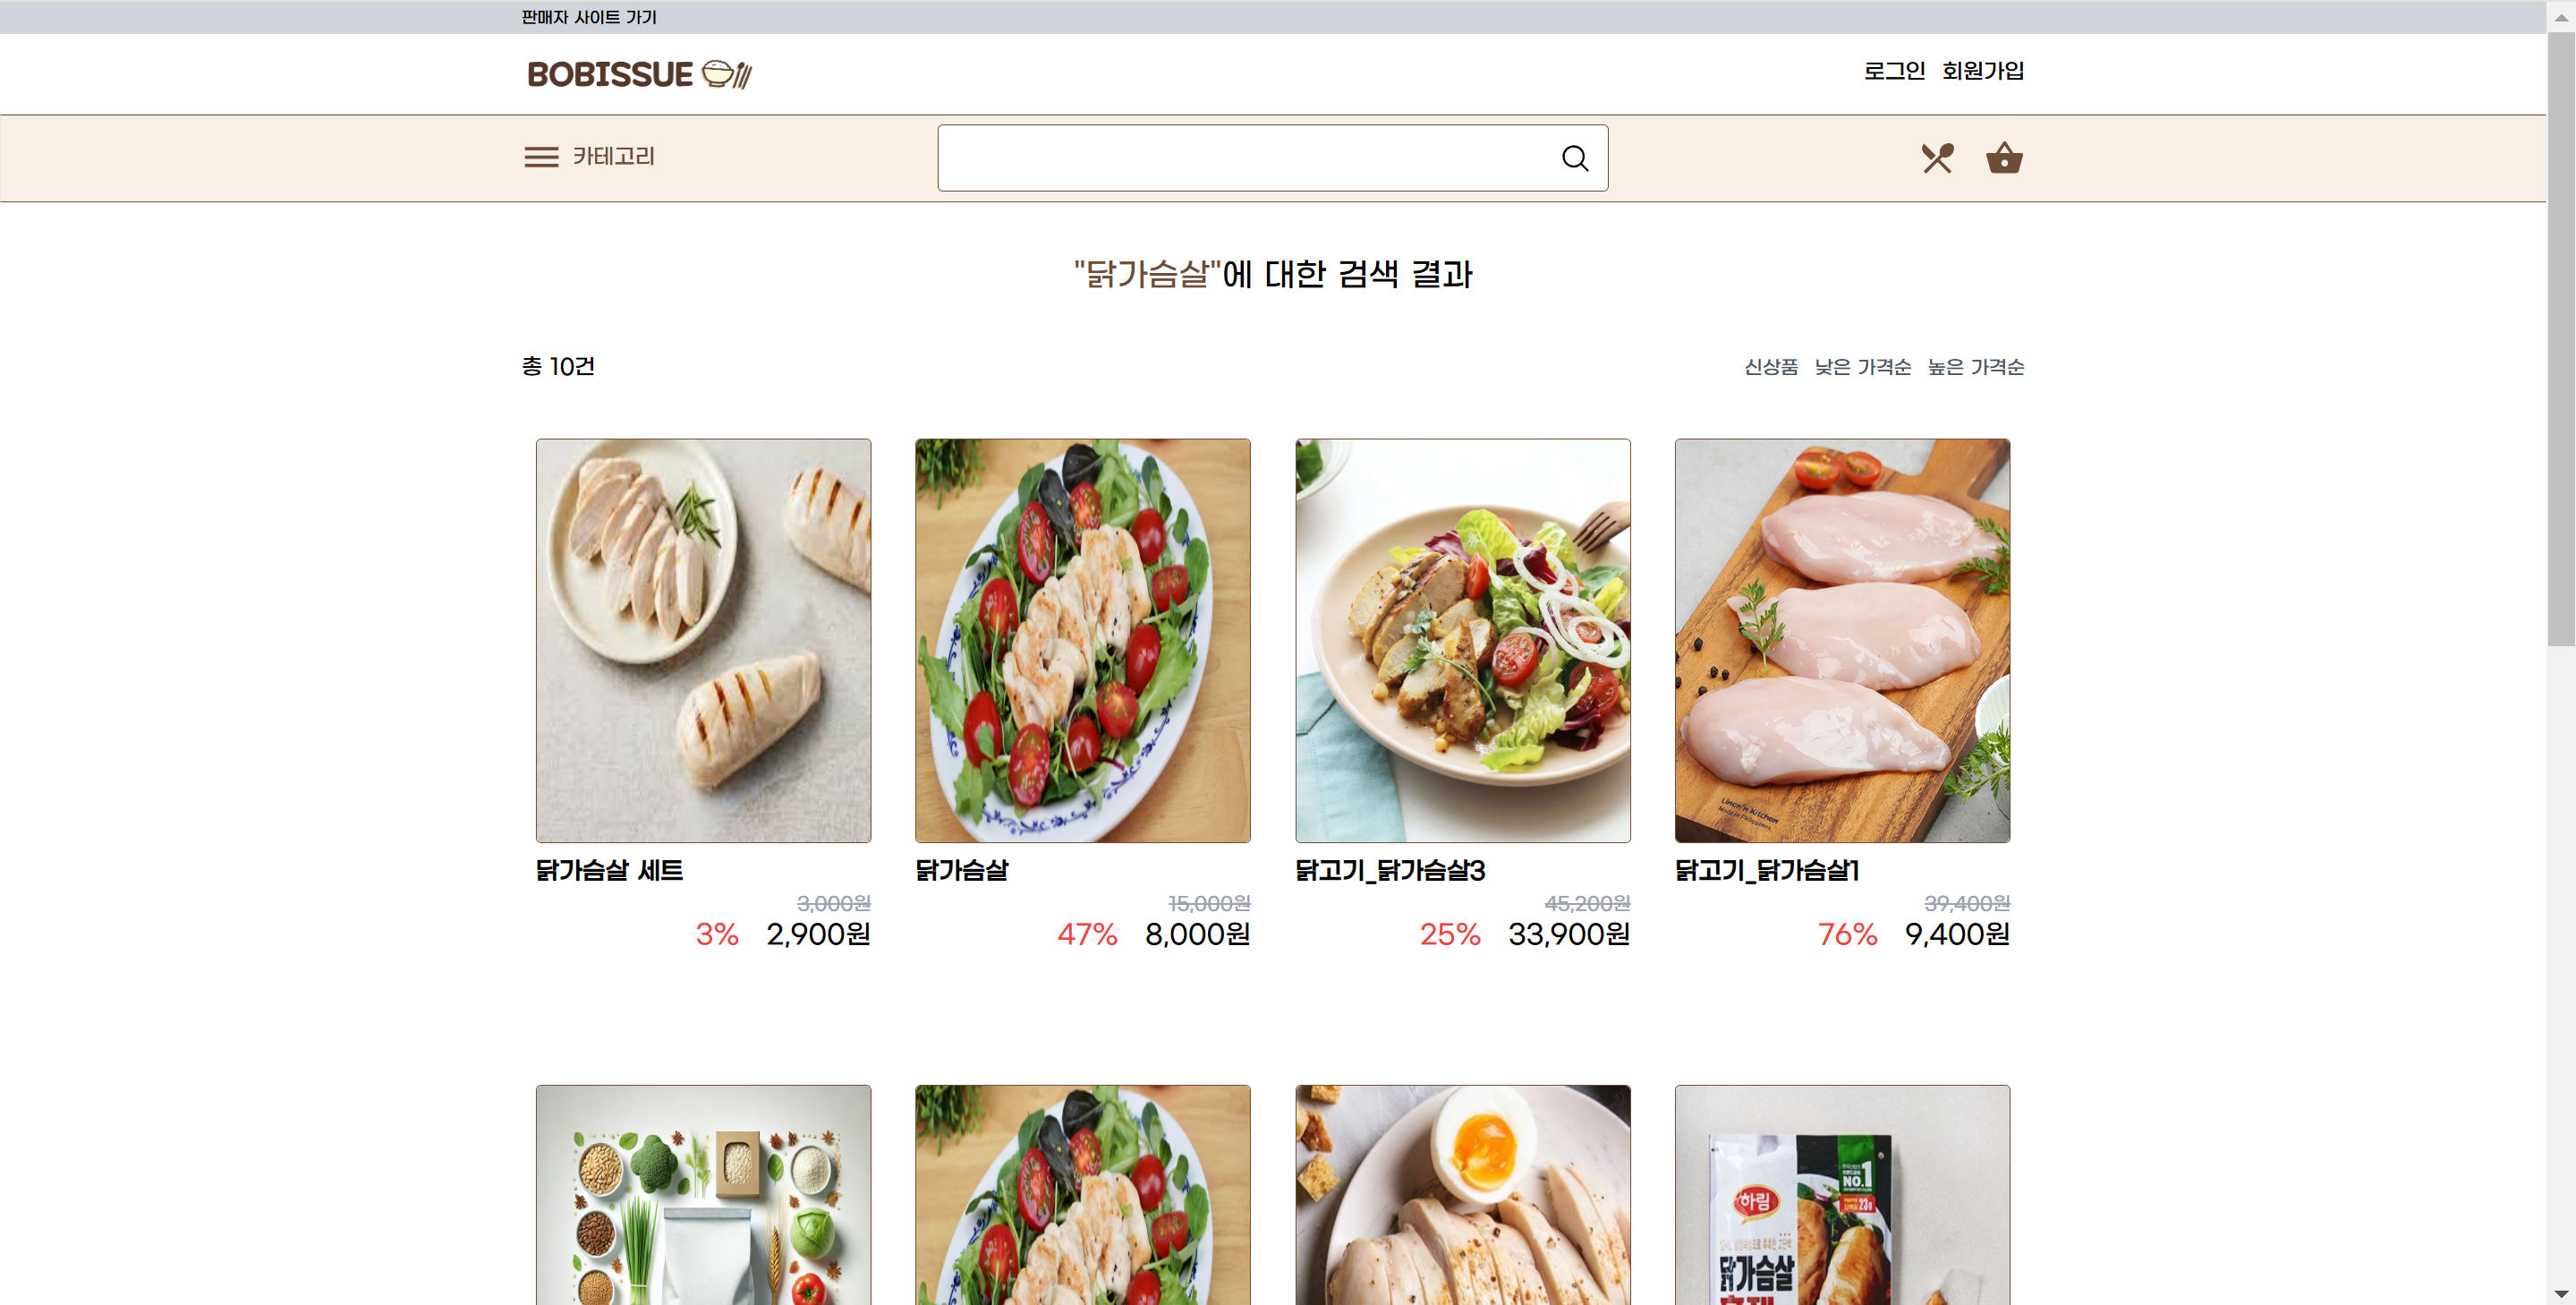 판매자 사이트 가기
BOBISSUE
로그인 회원가입
카테고리
"닭가슴살"에 대한 검색 결과
총 10건
신상품 낮은 가격순 높은 가격순
Linon'n Kitchen
닭가슴살 세트
3,000원
3% 2,900원
닭가슴살
15,000원
47% 8,000원
닭고기_닭가슴살3
45,200원
25% 33,900원
닭고기_닭가슴살1
39,400원
76% 9,400원
NO.1
하림
23g
닭가슴살